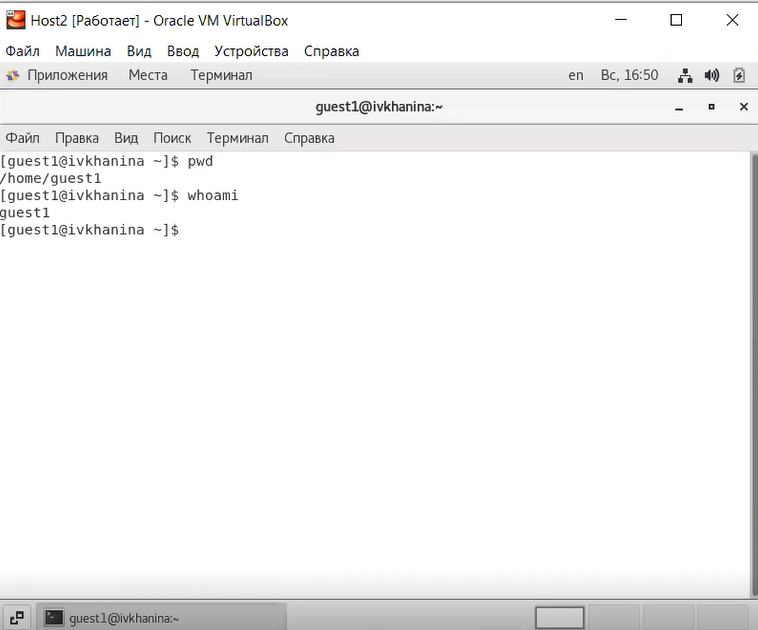 Host2 [Работает] - Oracle VM VirtualBox
Файл Машина Вид Ввод Устройства Справка
Приложения Места Терминал en Вс, 16:50
guest1@ivkhanina:~
Файл Правка Вид Поиск Терминал Справка
[guest1@ivkhanina ~]$ pwd
/home/guest1
[guest1@ivkhanina ~]$ whoami
guest1
[guest1@ivkhanina ~]$
guest1@ivkhanina:~